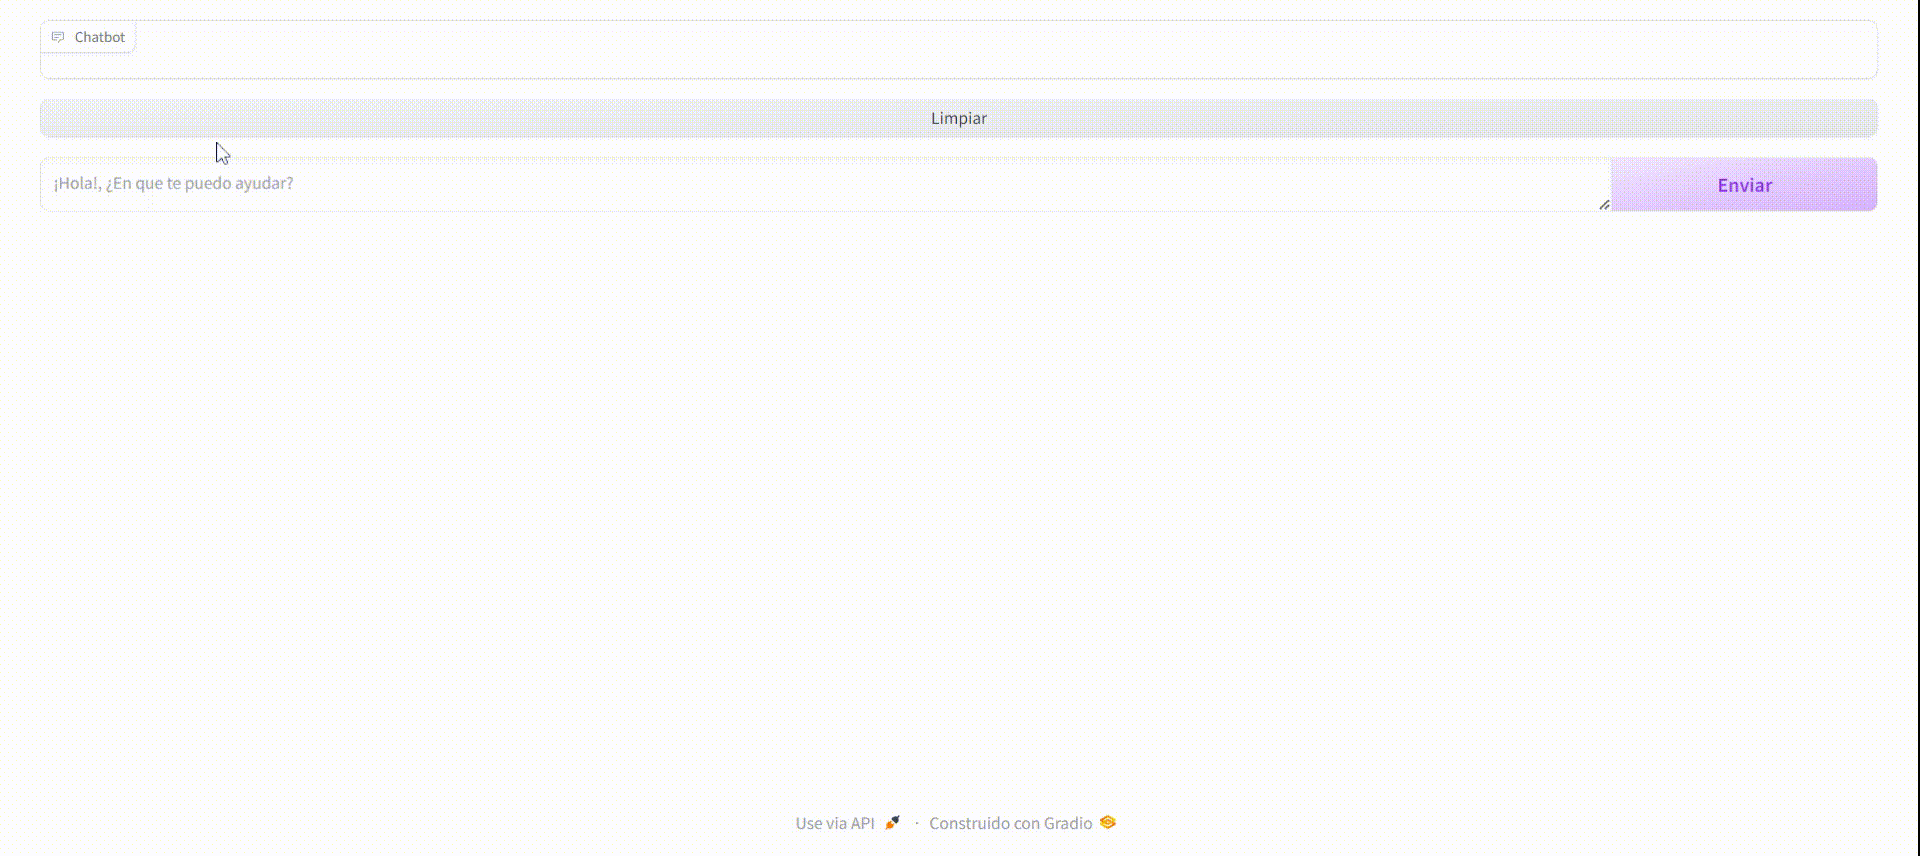 Chatbot
Limpiar
¡Hola!, ¿En que te puedo ayudar?
Enviar
Use via API · Construido con Gradio